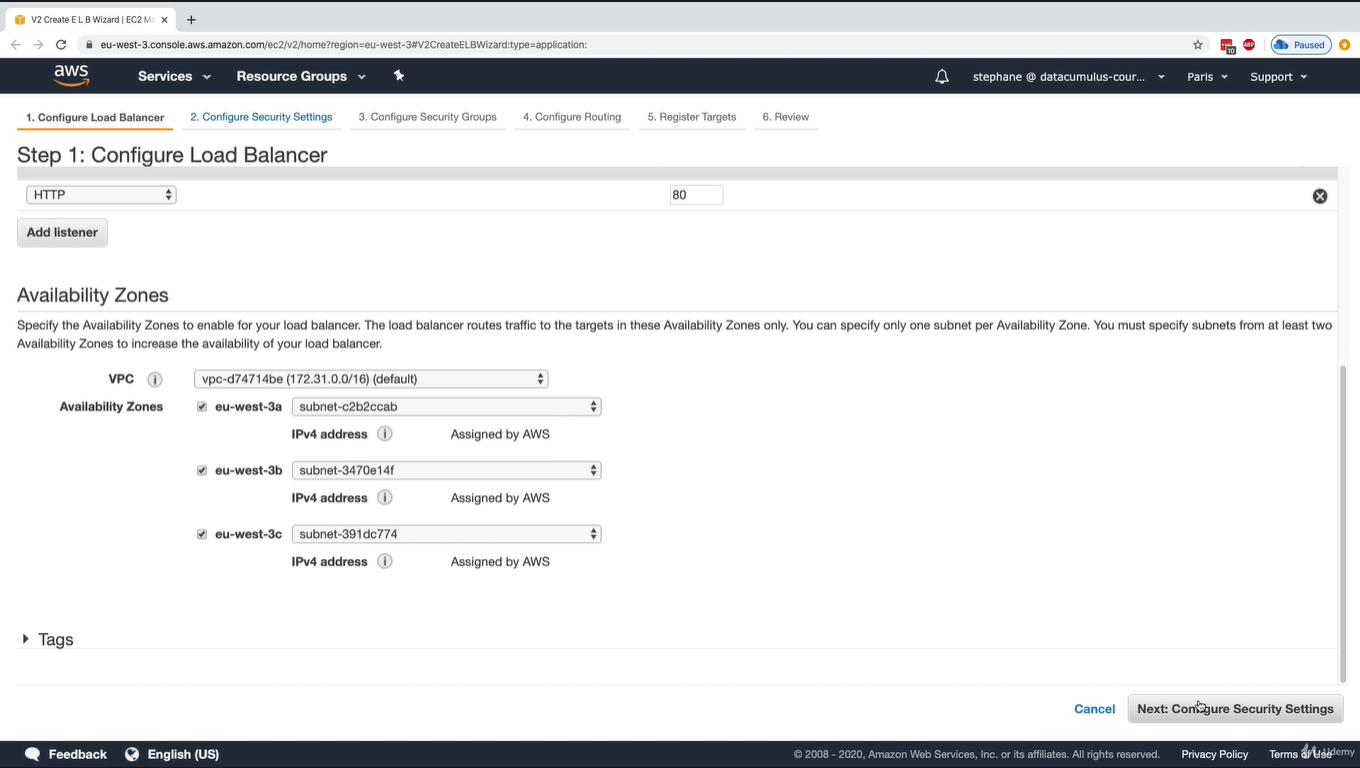 V2 Create E L B Wizard | EC2 Ma
eu-west-3.console.aws.amazon.com/ec2/v2/home?region=eu-west-3#V2CreateELBWizard:type=application:
10 ABP Paused
aws Services Resource Groups stephane @ datacumulus-cour... Paris Support
1. Configure Load Balancer 2. Configure Security Settings 3. Configure Security Groups 4. Configure Routing 5. Register Targets 6. Review
Step 1: Configure Load Balancer
HTTP 80
Add listener
Availability Zones
Specify the Availability Zones to enable for your load balancer. The load balancer routes traffic to the targets in these Availability Zones only. You can specify only one subnet per Availability Zone. You must specify subnets from at least two
Availability Zones to increase the availability of your load balancer.
VPC i vpc-d74714be (172.31.0.0/16) (default)
Availability Zones eu-west-3a subnet-c2b2ccab
IPv4 address i Assigned by AWS
eu-west-3b subnet-3470e14f
IPv4 address i Assigned by AWS
eu-west-3c subnet-391dc774
IPv4 address i Assigned by AWS
Tags
Cancel Next: Configure Security Settings
Feedback English (US) © 2008 - 2020, Amazon Web Services, Inc. or its affiliates. All rights reserved. Privacy Policy Terms of Use
Udemy